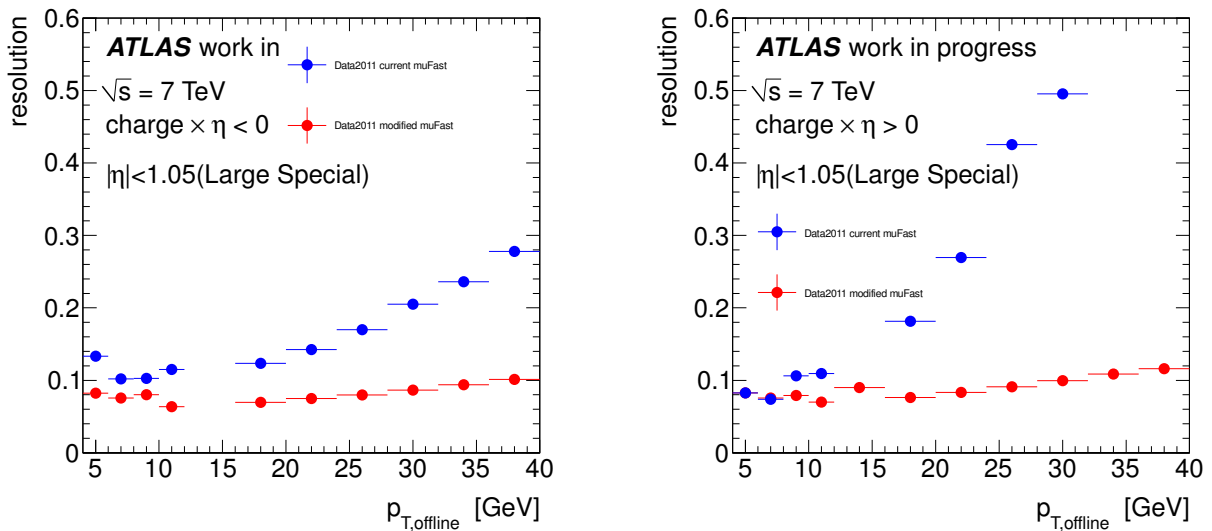 resolution
0.6
0.5
0.4
0.3
0.2
0.1
0
ATLAS work in
√s = 7 TeV
charge × η < 0
|η|<1.05(Large Special)
Data2011 current muFast
Data2011 modified muFast
5 10 15 20 25 30 35 40
p_T,offline [GeV]
resolution
0.6
0.5
0.4
0.3
0.2
0.1
0
ATLAS work in progress
√s = 7 TeV
charge × η > 0
|η|<1.05(Large Special)
Data2011 current muFast
Data2011 modified muFast
5 10 15 20 25 30 35 40
p_T,offline [GeV]